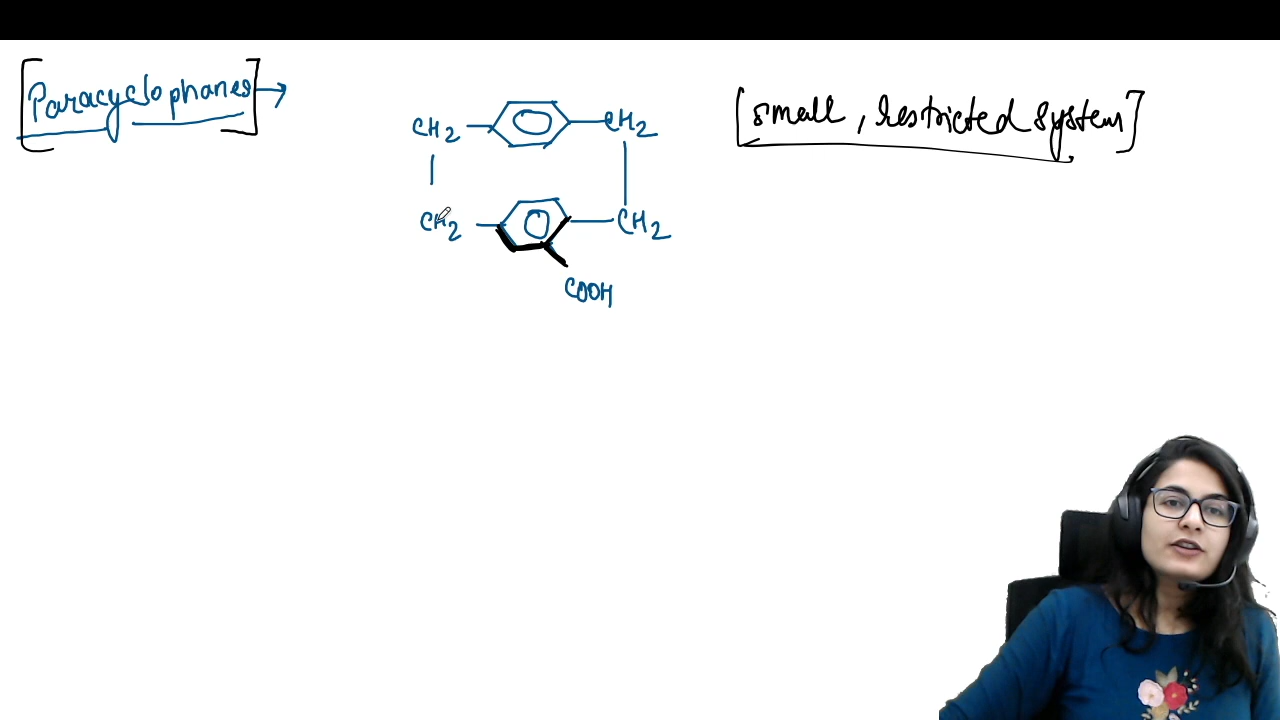 [Paracyclophanes] →
[small, restricted system]
CH2 CH2
CH2 CH2
COOH